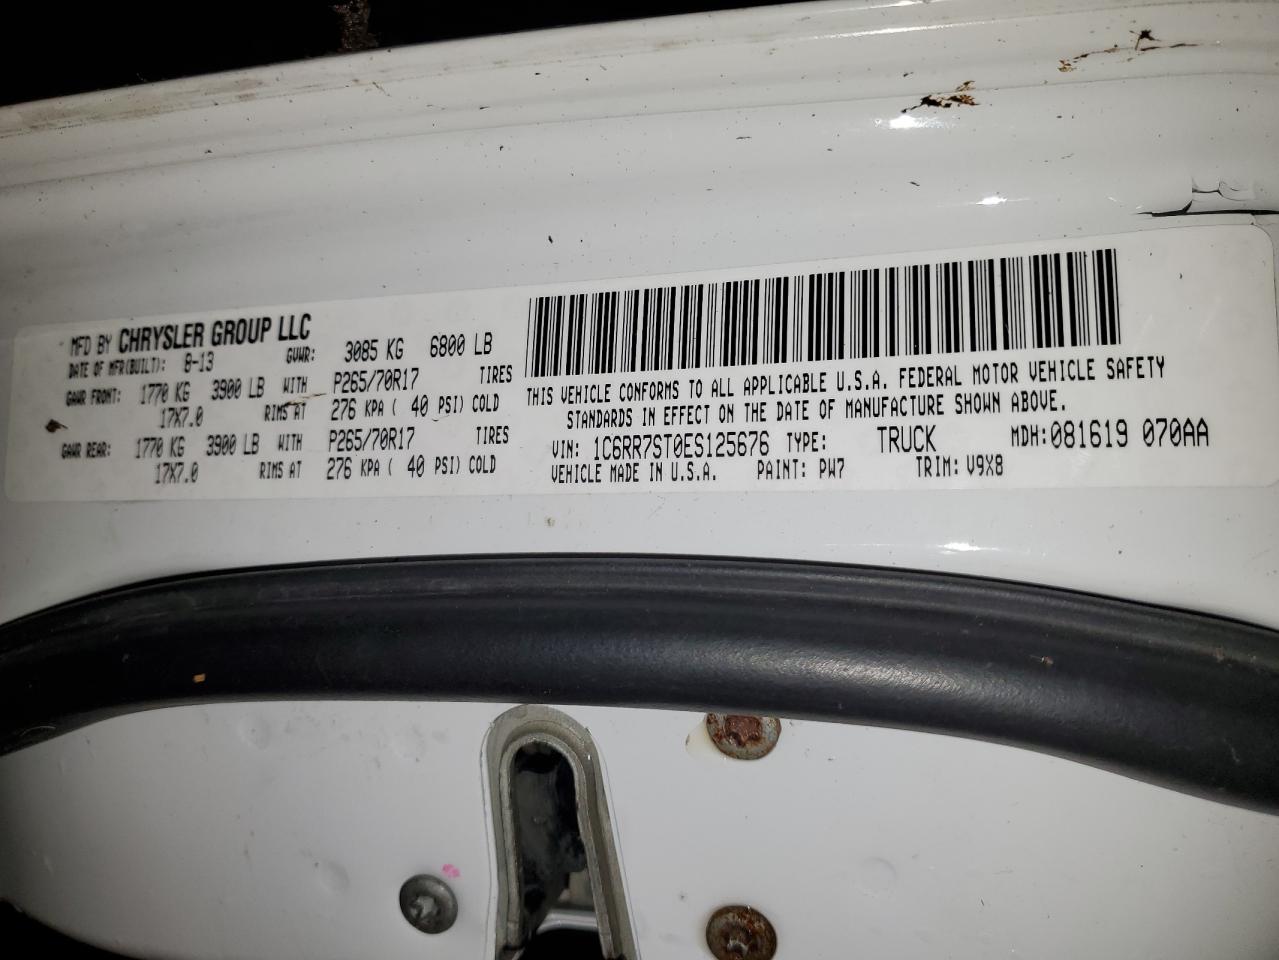 MFD BY CHRYSLER GROUP LLC
DATE OF MFR(BUILT): 8-13 GVWR: 3085 KG 6800 LB
GAWR FRONT: 1770 KG 3900 LB WITH P265/70R17 TIRES
17X7.0 RIMS AT 276 KPA ( 40 PSI) COLD
GAWR REAR: 1770 KG 3900 LB WITH P265/70R17 TIRES
17X7.0 RIMS AT 276 KPA ( 40 PSI) COLD
THIS VEHICLE CONFORMS TO ALL APPLICABLE U.S.A. FEDERAL MOTOR VEHICLE SAFETY
STANDARDS IN EFFECT ON THE DATE OF MANUFACTURE SHOWN ABOVE.
VIN: 1C6RR7ST0ES125676 TYPE: TRUCK MDH:081619 070AA
VEHICLE MADE IN U.S.A. PAINT: PW7 TRIM: V9X8